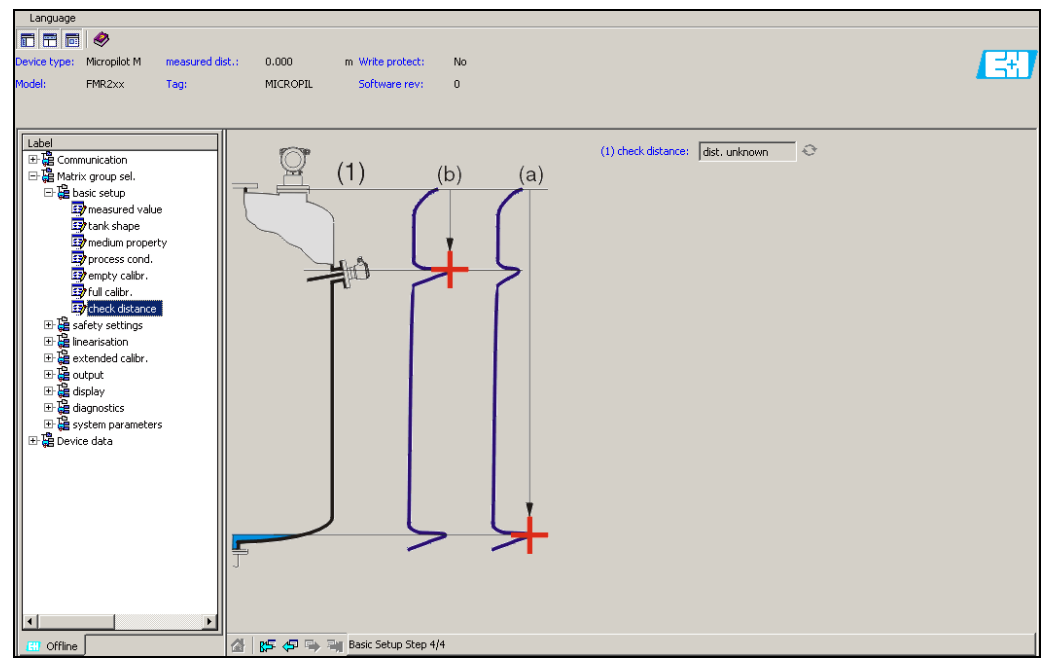 Language
Device type: Micropilot M measured dist.: 0.000 m Write protect: No
Model: FMR2xx Tag: MICROPIL Software rev: 0
E+H
Label
Communication
Matrix group sel.
basic setup
measured value
tank shape
medium property
process cond.
empty calibr.
full calibr.
check distance
safety settings
linearisation
extended calibr.
output
display
diagnostics
system parameters
Device data
(1) check distance: dist. unknown
(1) (b) (a)
Offline
Basic Setup Step 4/4